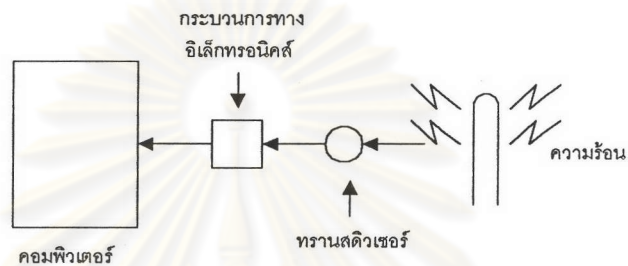 กระบวนการทาง
อิเล็กทรอนิคส์
ความร้อน
ทรานสดิวเซอร์
คอมพิวเตอร์